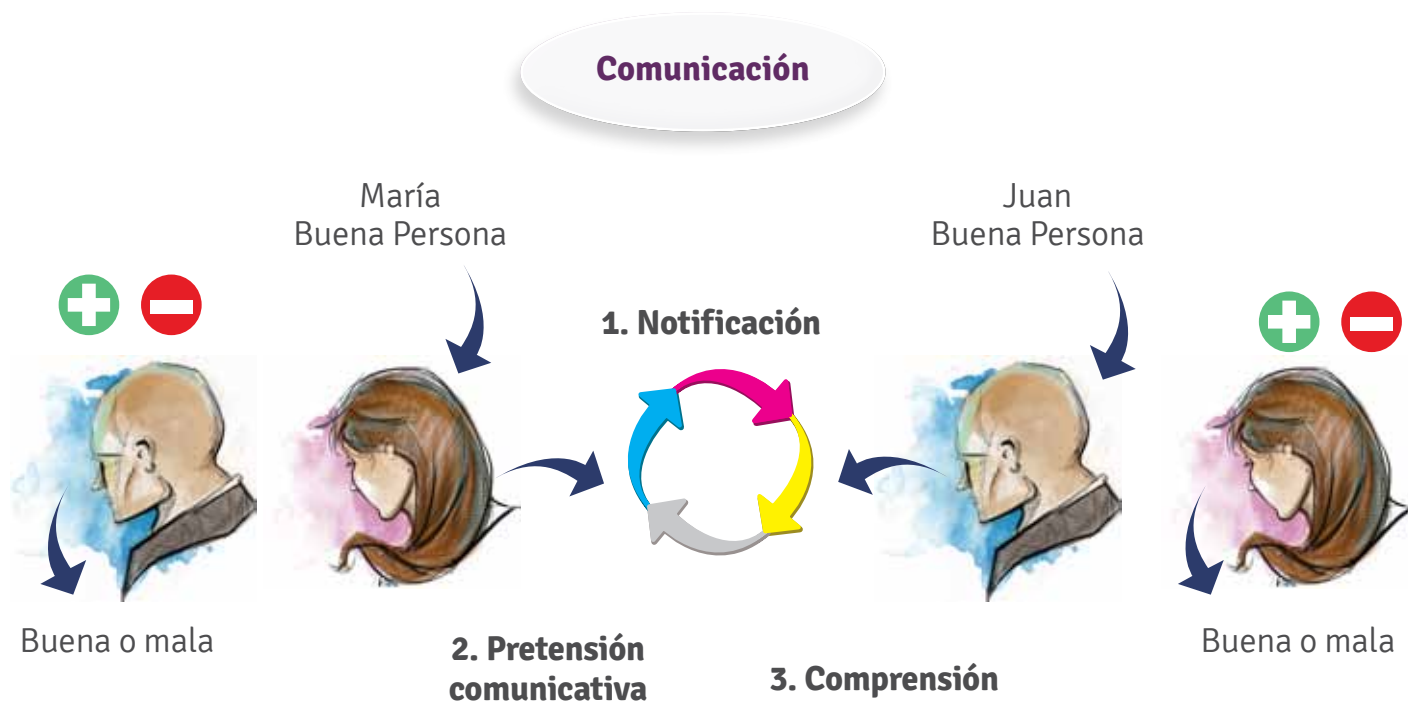 Comunicación
María
Buena Persona
Juan
Buena Persona
1. Notificación
Buena o mala
2. Pretensión
comunicativa
3. Comprensión
Buena o mala